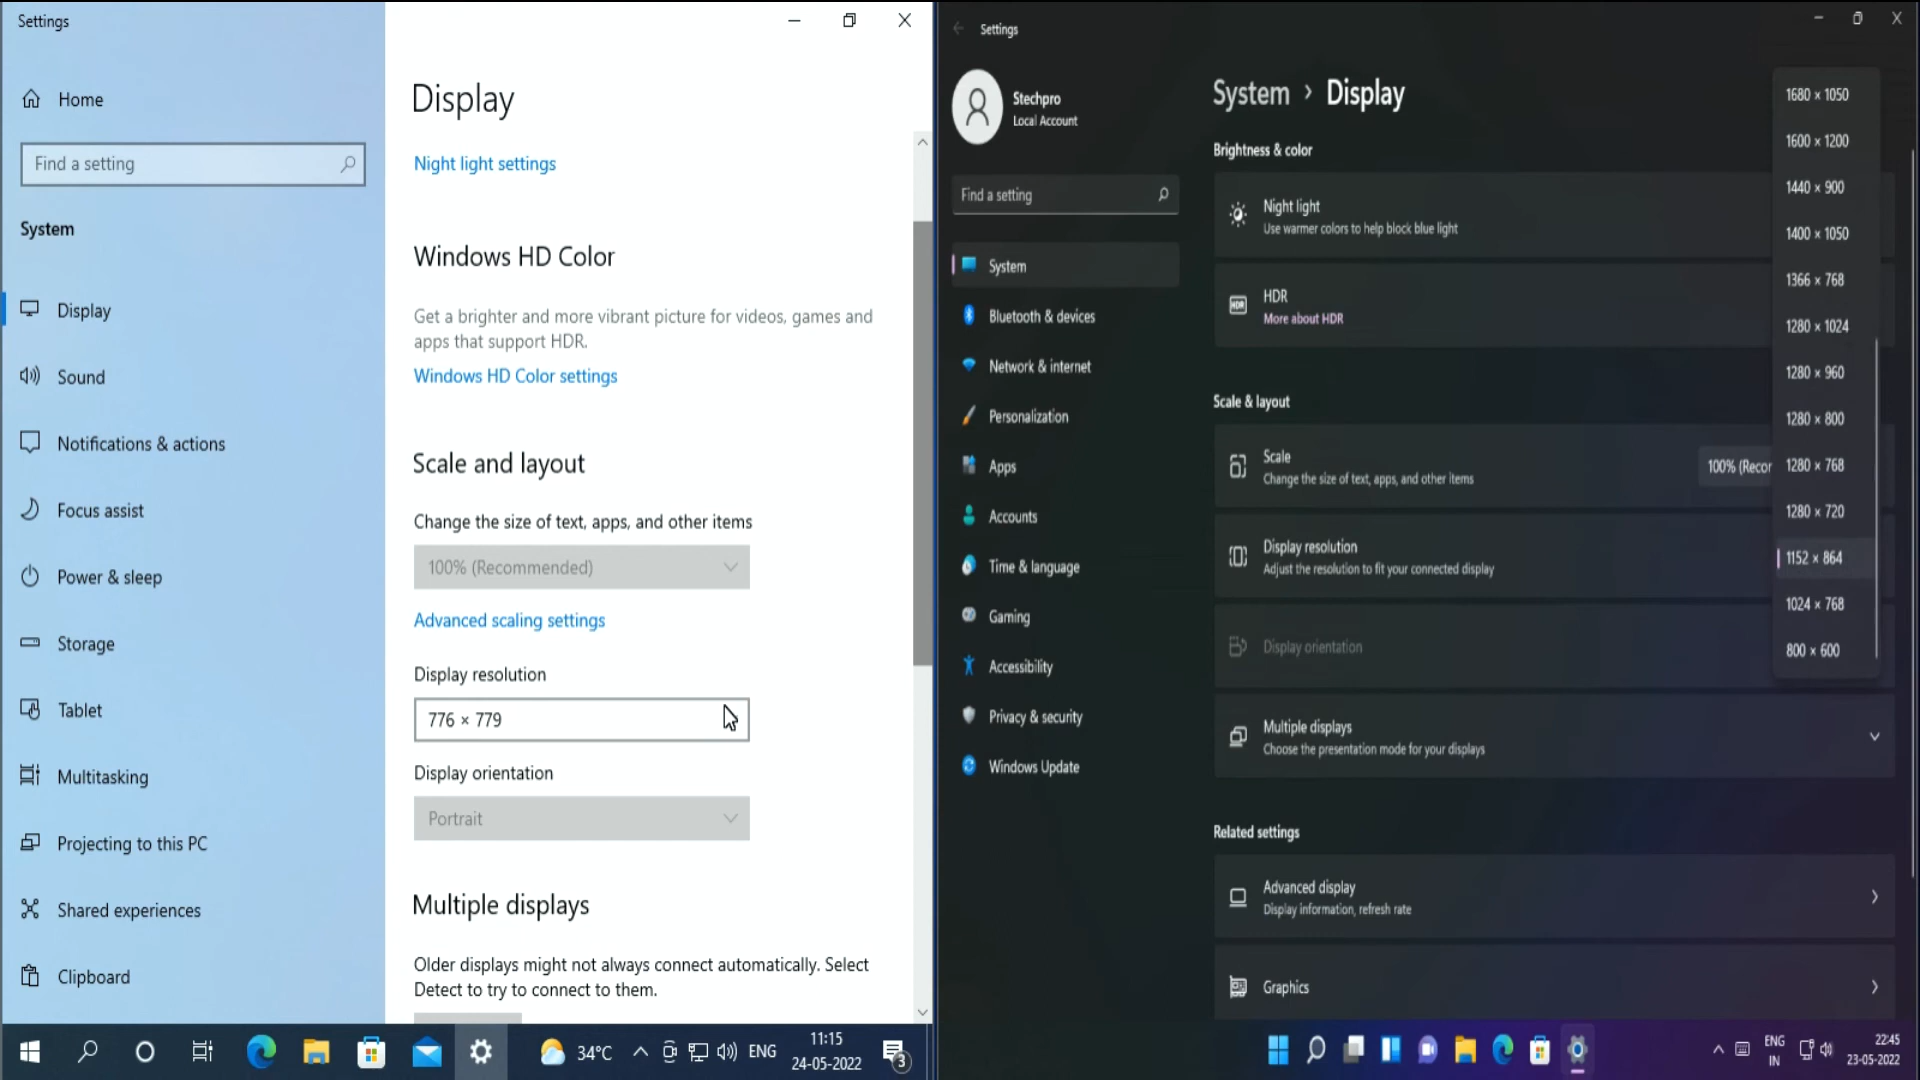 Settings
Home
Find a setting
System
Display
Sound
Notifications & actions
Focus assist
Power & sleep
Storage
Tablet
Multitasking
Projecting to this PC
Shared experiences
Clipboard
Display
Night light settings
Windows HD Color
Get a brighter and more vibrant picture for videos, games and
apps that support HDR.
Windows HD Color settings
Scale and layout
Change the size of text, apps, and other items
100% (Recommended)
Advanced scaling settings
Display resolution
776 × 779
Display orientation
Portrait
Multiple displays
Older displays might not always connect automatically. Select
Detect to try to connect to them.
34°C
ENG
11:15
24-05-2022
3
Settings
Stechpro
Local Account
Find a setting
System
Bluetooth & devices
Network & internet
Personalization
Apps
Accounts
Time & language
Gaming
Accessibility
Privacy & security
Windows Update
System › Display
Brightness & color
Night light
Use warmer colors to help block blue light
HDR
HDR
More about HDR
Scale & layout
Scale
Change the size of text, apps, and other items
100% (Recor
Display resolution
Adjust the resolution to fit your connected display
Display orientation
Multiple displays
Choose the presentation mode for your displays
Related settings
Advanced display
Display information, refresh rate
Graphics
1680 × 1050
1600 × 1200
1440 × 900
1400 × 1050
1366 × 768
1280 × 1024
1280 × 960
1280 × 800
1280 × 768
1280 × 720
1152 × 864
1024 × 768
800 × 600
ENG
IN
22:45
23-05-2022